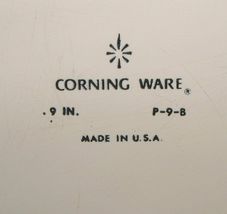 CORNING WARE®
9 IN. P-9-B
MADE IN U.S.A.